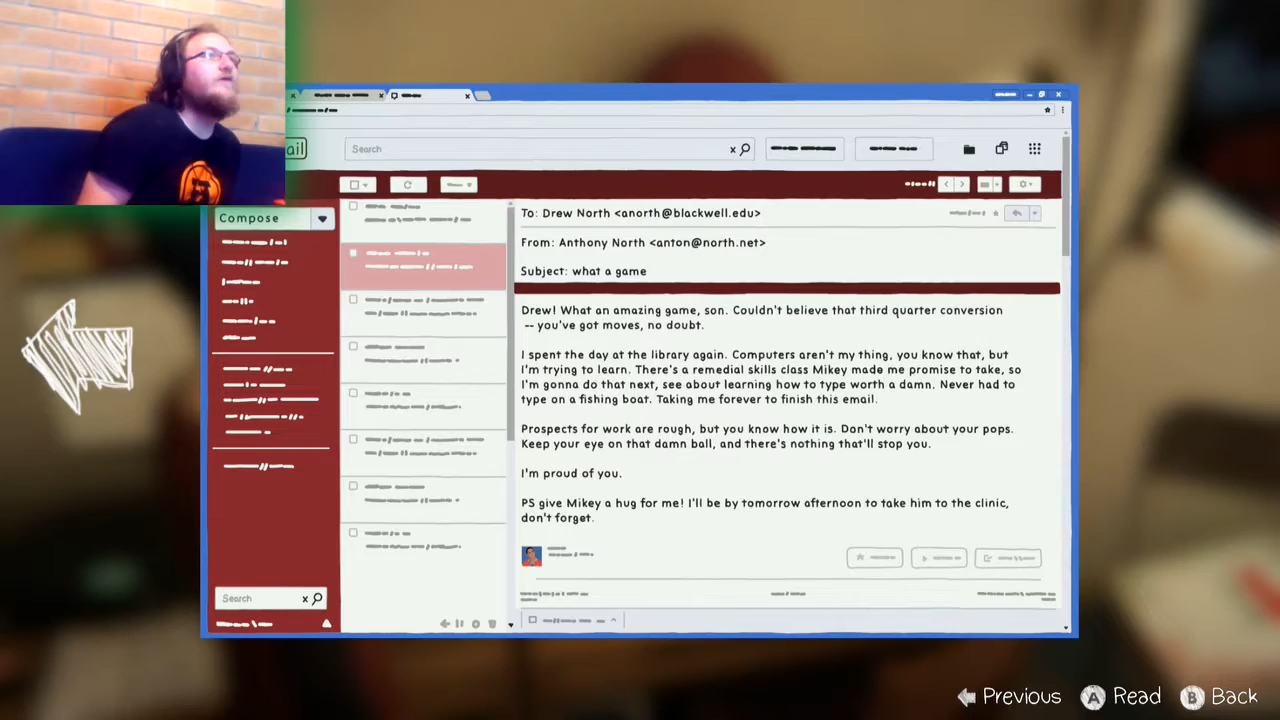 ail
Search
x
Compose
To: Drew North <anorth@blackwell.edu>
From: Anthony North <anton@north.net>
Subject: what a game
Drew! What an amazing game, son. Couldn't believe that third quarter conversion
-- you've got moves, no doubt.
I spent the day at the library again. Computers aren't my thing, you know that, but
I'm trying to learn. There's a remedial skills class Mikey made me promise to take, so
I'm gonna do that next, see about learning how to type worth a damn. Never had to
type on a fishing boat. Taking me forever to finish this email.
Prospects for work are rough, but you know how it is. Don't worry about your pops.
Keep your eye on that damn ball, and there's nothing that'll stop you.
I'm proud of you.
PS give Mikey a hug for me! I'll be by tomorrow afternoon to take him to the clinic,
don't forget.
Search x
Previous A Read B Back